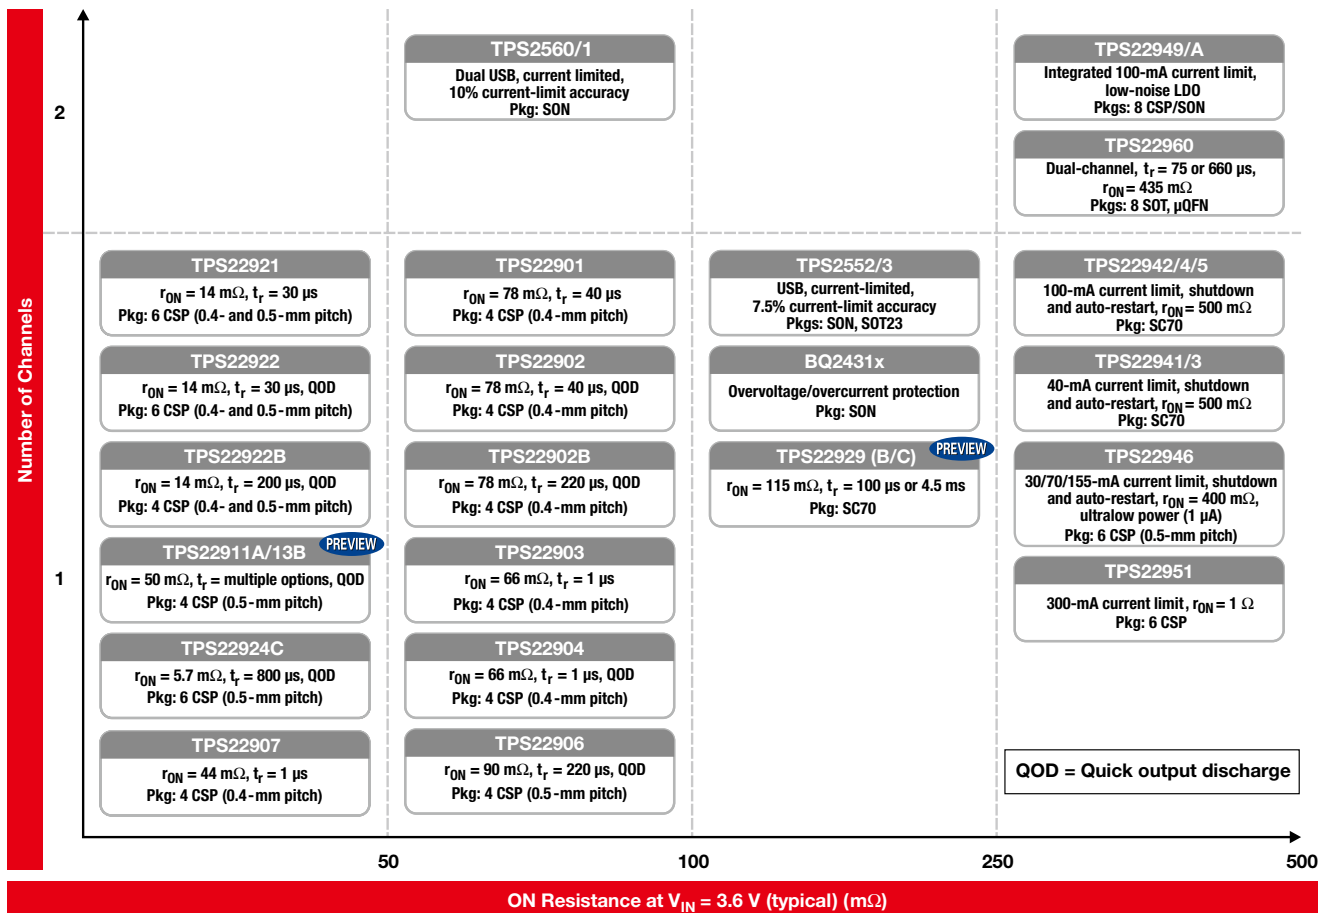 Number of Channels
2
TPS2560/1
Dual USB, current limited,
10% current-limit accuracy
Pkg: SON
TPS22949/A
Integrated 100-mA current limit,
low-noise LDO
Pkgs: 8 CSP/SON
TPS22960
Dual-channel, tr = 75 or 660 µs,
rON = 435 mΩ
Pkgs: 8 SOT, µQFN
1
TPS22921
rON = 14 mΩ, tr = 30 µs
Pkg: 6 CSP (0.4- and 0.5-mm pitch)
TPS22922
rON = 14 mΩ, tr = 30 µs, QOD
Pkg: 6 CSP (0.4- and 0.5-mm pitch)
TPS22922B
rON = 14 mΩ, tr = 200 µs, QOD
Pkg: 4 CSP (0.4- and 0.5-mm pitch)
TPS22911A/13B
PREVIEW
rON = 50 mΩ, tr = multiple options, QOD
Pkg: 4 CSP (0.5-mm pitch)
TPS22924C
rON = 5.7 mΩ, tr = 800 µs, QOD
Pkg: 6 CSP (0.5-mm pitch)
TPS22907
rON = 44 mΩ, tr = 1 µs
Pkg: 4 CSP (0.4-mm pitch)
TPS22901
rON = 78 mΩ, tr = 40 µs
Pkg: 4 CSP (0.4-mm pitch)
TPS22902
rON = 78 mΩ, tr = 40 µs, QOD
Pkg: 4 CSP (0.4-mm pitch)
TPS22902B
rON = 78 mΩ, tr = 220 µs, QOD
Pkg: 4 CSP (0.4-mm pitch)
TPS22903
rON = 66 mΩ, tr = 1 µs
Pkg: 4 CSP (0.4-mm pitch)
TPS22904
rON = 66 mΩ, tr = 1 µs, QOD
Pkg: 4 CSP (0.4-mm pitch)
TPS22906
rON = 90 mΩ, tr = 220 µs, QOD
Pkg: 4 CSP (0.5-mm pitch)
TPS2552/3
USB, current-limited,
7.5% current-limit accuracy
Pkgs: SON, SOT23
BQ2431x
Overvoltage/overcurrent protection
Pkg: SON
TPS22929 (B/C)
PREVIEW
rON = 115 mΩ, tr = 100 µs or 4.5 ms
Pkg: SC70
TPS22942/4/5
100-mA current limit, shutdown
and auto-restart, rON = 500 mΩ
Pkg: SC70
TPS22941/3
40-mA current limit, shutdown
and auto-restart, rON = 500 mΩ
Pkg: SC70
TPS22946
30/70/155-mA current limit, shutdown
and auto-restart, rON = 400 mΩ,
ultralow power (1 µA)
Pkg: 6 CSP (0.5-mm pitch)
TPS22951
300-mA current limit, rON = 1 Ω
Pkg: 6 CSP
QOD = Quick output discharge
50
100
250
500
ON Resistance at VIN = 3.6 V (typical) (mΩ)